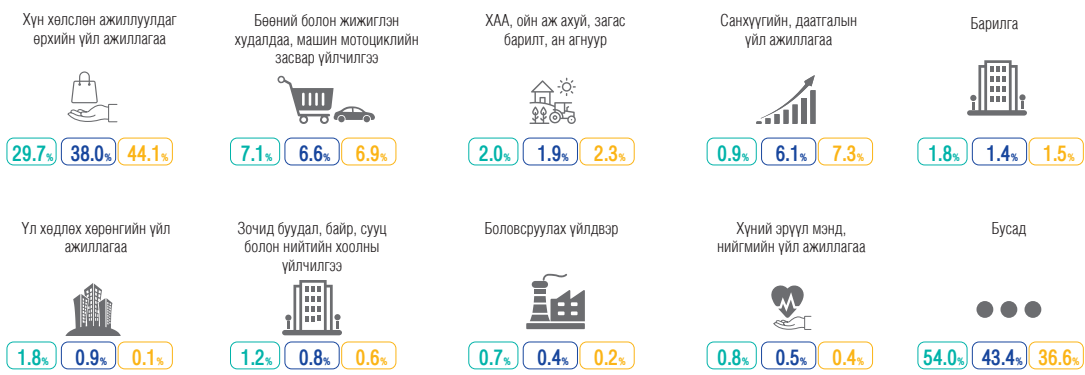 Хүн хөлслөн ажиллуулдаг
өрхийн үйл ажиллагаа
29.7% 38.0% 44.1%
Бөөний болон жижиглэн
худалдаа, машин мотоциклийн
засвар үйлчилгээ
7.1% 6.6% 6.9%
ХАА, ойн аж ахуй, загас
барилт, ан агнуур
2.0% 1.9% 2.3%
Санхүүгийн, даатгалын
үйл ажиллагаа
0.9% 6.1% 7.3%
Барилга
1.8% 1.4% 1.5%
Үл хөдлөх хөрөнгийн үйл
ажиллагаа
1.8% 0.9% 0.1%
Зочид буудал, байр, сууц
болон нийтийн хоолны
үйлчилгээ
1.2% 0.8% 0.6%
Боловсруулах үйлдвэр
0.7% 0.4% 0.2%
Хүний эрүүл мэнд,
нийгмийн үйл ажиллагаа
0.8% 0.5% 0.4%
Бусад
54.0% 43.4% 36.6%